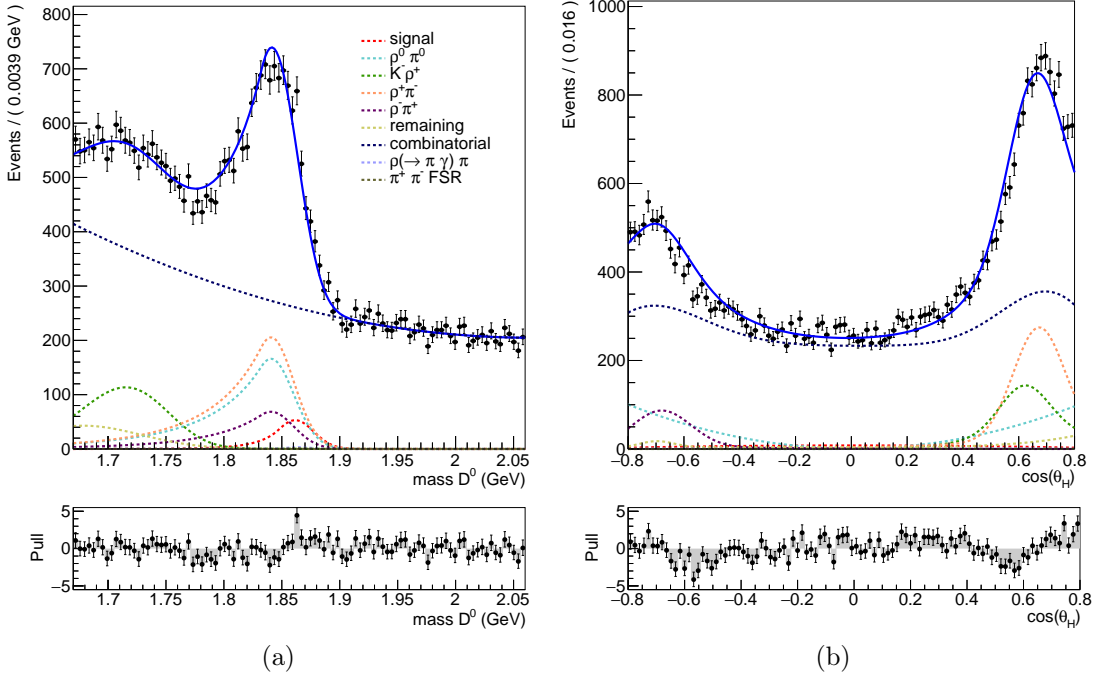 Events / ( 0.0039 GeV )
800
700
600
500
400
300
200
100
0
signal
ρ⁰ π⁰
K⁻ρ⁺
ρ⁺π⁻
ρ⁻π⁺
remaining
combinatorial
ρ(→ π γ) π
π⁺ π⁻ FSR
1.7 1.75 1.8 1.85 1.9 1.95 2 2.05
mass D⁰ (GeV)
Pull
5
0
−5
1.7 1.75 1.8 1.85 1.9 1.95 2 2.05
mass D⁰ (GeV)
(a)
Events / ( 0.016 )
1000
800
600
400
200
0
−0.8 −0.6 −0.4 −0.2 0 0.2 0.4 0.6 0.8
cos(θ_H)
Pull
5
0
−5
−0.8 −0.6 −0.4 −0.2 0 0.2 0.4 0.6 0.8
cos(θ_H)
(b)